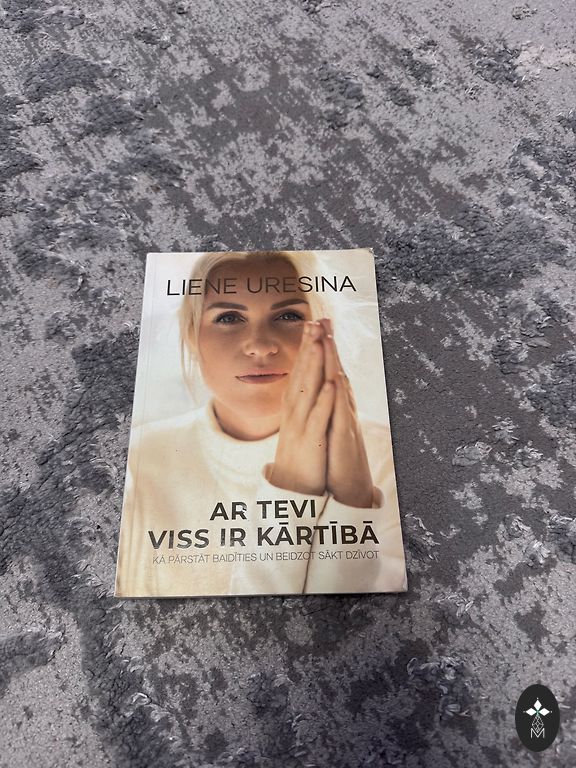 LIENE URESINA
AR TEVI
VISS IR KĀRTĪBĀ
KĀ PĀRSTĀT BAIDĪTIES UN BEIDZOT SĀKT DZĪVOT
M